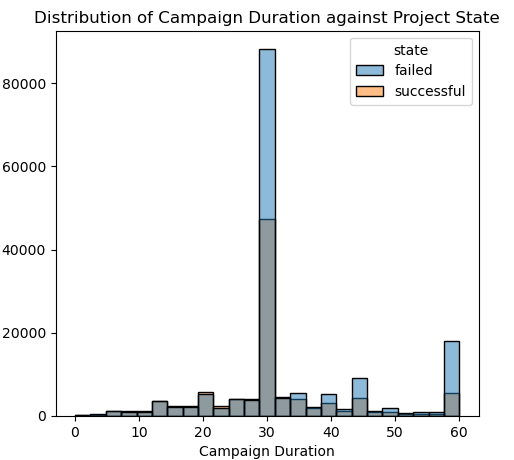 Distribution of Campaign Duration against Project State
state
failed
successful
80000
60000
40000
20000
0
0 10 20 30 40 50 60
Campaign Duration